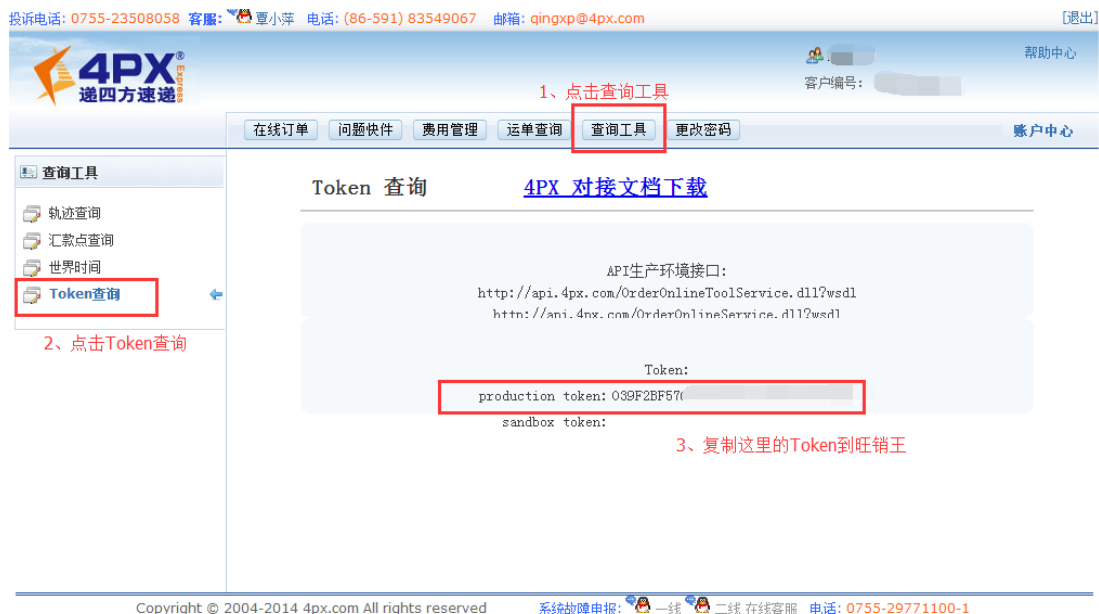 投诉电话: 0755-23508058 客服: 覃小萍 电话: (86-591) 83549067 邮箱: qingxp@4px.com [退出]
4PX® Express
递四方速递
帮助中心
客户编号:
1、点击查询工具
在线订单 问题快件 费用管理 运单查询 查询工具 更改密码 账户中心
查询工具
Token 查询 4PX 对接文档下载
轨迹查询
汇款点查询
世界时间
Token查询
2、点击Token查询
API生产环境接口:
http://api.4px.com/OrderOnlineToolService.dll?wsdl
http://api.4px.com/OrderOnlineService.dll?wsdl
Token:
production token: 039F2BF570
sandbox token:
3、复制这里的Token到旺销王
Copyright © 2004-2014 4px.com All rights reserved 系统故障申报: 一线 二线 在线客服 电话: 0755-29771100-1